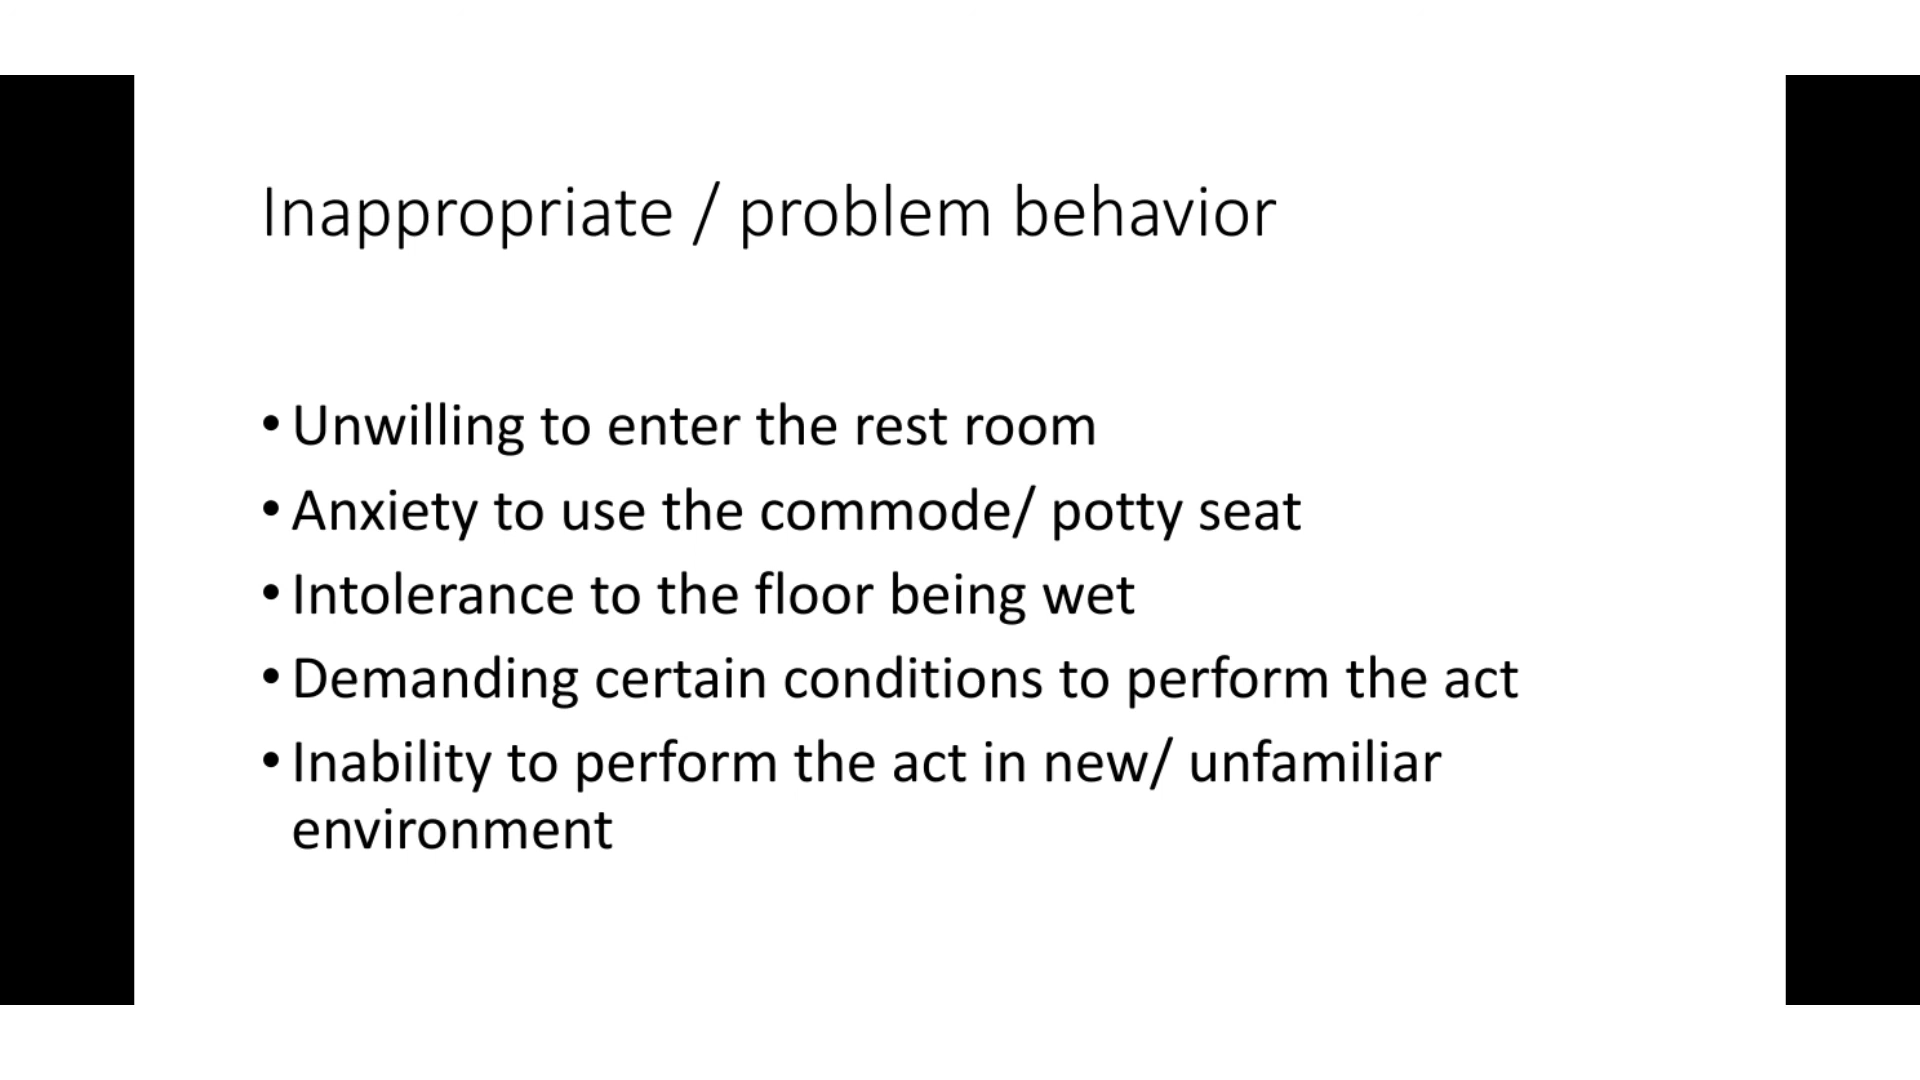 Inappropriate / problem behavior
• Unwilling to enter the rest room
• Anxiety to use the commode/ potty seat
• Intolerance to the floor being wet
• Demanding certain conditions to perform the act
• Inability to perform the act in new/ unfamiliar
environment